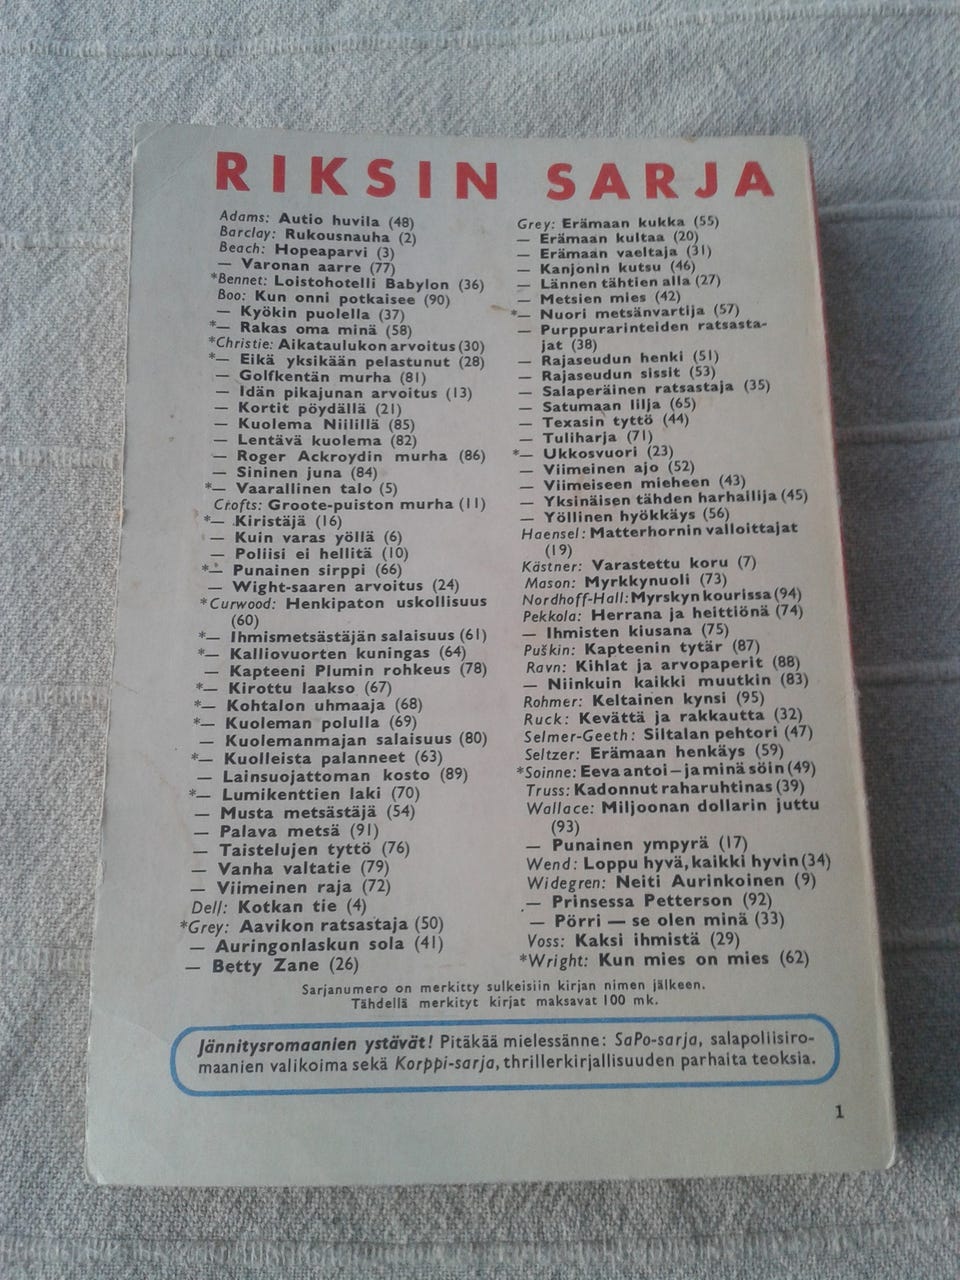 RIKSIN SARJA
Adams: Autio huvila (48)
Barclay: Rukousnauha (2)
Beach: Hopeaparvi (3)
— Varonan aarre (77)
*Bennet: Loistohotelli Babylon (36)
Boo: Kun onni potkaisee (90)
— Kyökin puolella (37)
*— Rakas oma minä (58)
*Christie: Aikataulukon arvoitus (30)
*— Eikä yksikään pelastunut (28)
— Golfkentän murha (81)
— Idän pikajunan arvoitus (13)
— Kortit pöydällä (21)
— Kuolema Niilillä (85)
— Lentävä kuolema (82)
— Roger Ackroydin murha (86)
— Sininen juna (84)
*— Vaarallinen talo (5)
Crofts: Groote-puiston murha (11)
*— Kiristäjä (16)
— Kuin varas yöllä (6)
— Poliisi ei hellitä (10)
*— Punainen sirppi (66)
— Wight-saaren arvoitus (24)
*Curwood: Henkipaton uskollisuus
(60)
*— Ihmismetsästäjän salaisuus (61)
*— Kalliovuorten kuningas (64)
— Kapteeni Plumin rohkeus (78)
*— Kirottu laakso (67)
*— Kohtalon uhmaaja (68)
*— Kuoleman polulla (69)
— Kuolemanmajan salaisuus (80)
*— Kuolleista palanneet (63)
— Lainsuojattoman kosto (89)
*— Lumikenttien laki (70)
— Musta metsästäjä (54)
— Palava metsä (91)
— Taistelujen tyttö (76)
— Vanha valtatie (79)
— Viimeinen raja (72)
Dell: Kotkan tie (4)
*Grey: Aavikon ratsastaja (50)
— Auringonlaskun sola (41)
— Betty Zane (26)
Grey: Erämaan kukka (55)
— Erämaan kultaa (20)
— Erämaan vaeltaja (31)
— Kanjonin kutsu (46)
— Lännen tähtien alla (27)
— Metsien mies (42)
*— Nuori metsänvartija (57)
— Purppurarinteiden ratsasta-
jat (38)
— Rajaseudun henki (51)
— Rajaseudun sissit (53)
— Salaperäinen ratsastaja (35)
— Satumaan lilja (65)
— Texasin tyttö (44)
— Tuliharja (71)
*— Ukkosvuori (23)
— Viimeinen ajo (52)
— Viimeiseen mieheen (43)
— Yksinäisen tähden harhailija (45)
— Yöllinen hyökkäys (56)
Haensel: Matterhornin valloittajat
(19)
Kästner: Varastettu koru (7)
Mason: Myrkkynuoli (73)
Nordhoff-Hall: Myrskyn kourissa (94)
Pekkola: Herrana ja heittiönä (74)
— Ihmisten kiusana (75)
Puškin: Kapteenin tytär (87)
Ravn: Kihlat ja arvopaperit (88)
— Niinkuin kaikki muutkin (83)
Rohmer: Keltainen kynsi (95)
Ruck: Kevättä ja rakkautta (32)
Selmer-Geeth: Siltalan pehtori (47)
Seltzer: Erämaan henkäys (59)
*Soinne: Eeva antoi – ja minä söin (49)
Truss: Kadonnut raharuhtinas (39)
Wallace: Miljoonan dollarin juttu
(93)
— Punainen ympyrä (17)
Wend: Loppu hyvä, kaikki hyvin (34)
Widegren: Neiti Aurinkoinen (9)
— Prinsessa Petterson (92)
— Pörri — se olen minä (33)
Voss: Kaksi ihmistä (29)
*Wright: Kun mies on mies (62)
Sarjanumero on merkitty sulkeisiin kirjan nimen jälkeen.
Tähdellä merkityt kirjat maksavat 100 mk.
Jännitysromaanien ystävät! Pitäkää mielessänne: SaPo-sarja, salapoliisiro-
maanien valikoima sekä Korppi-sarja, thrillerkirjallisuuden parhaita teoksia.
1